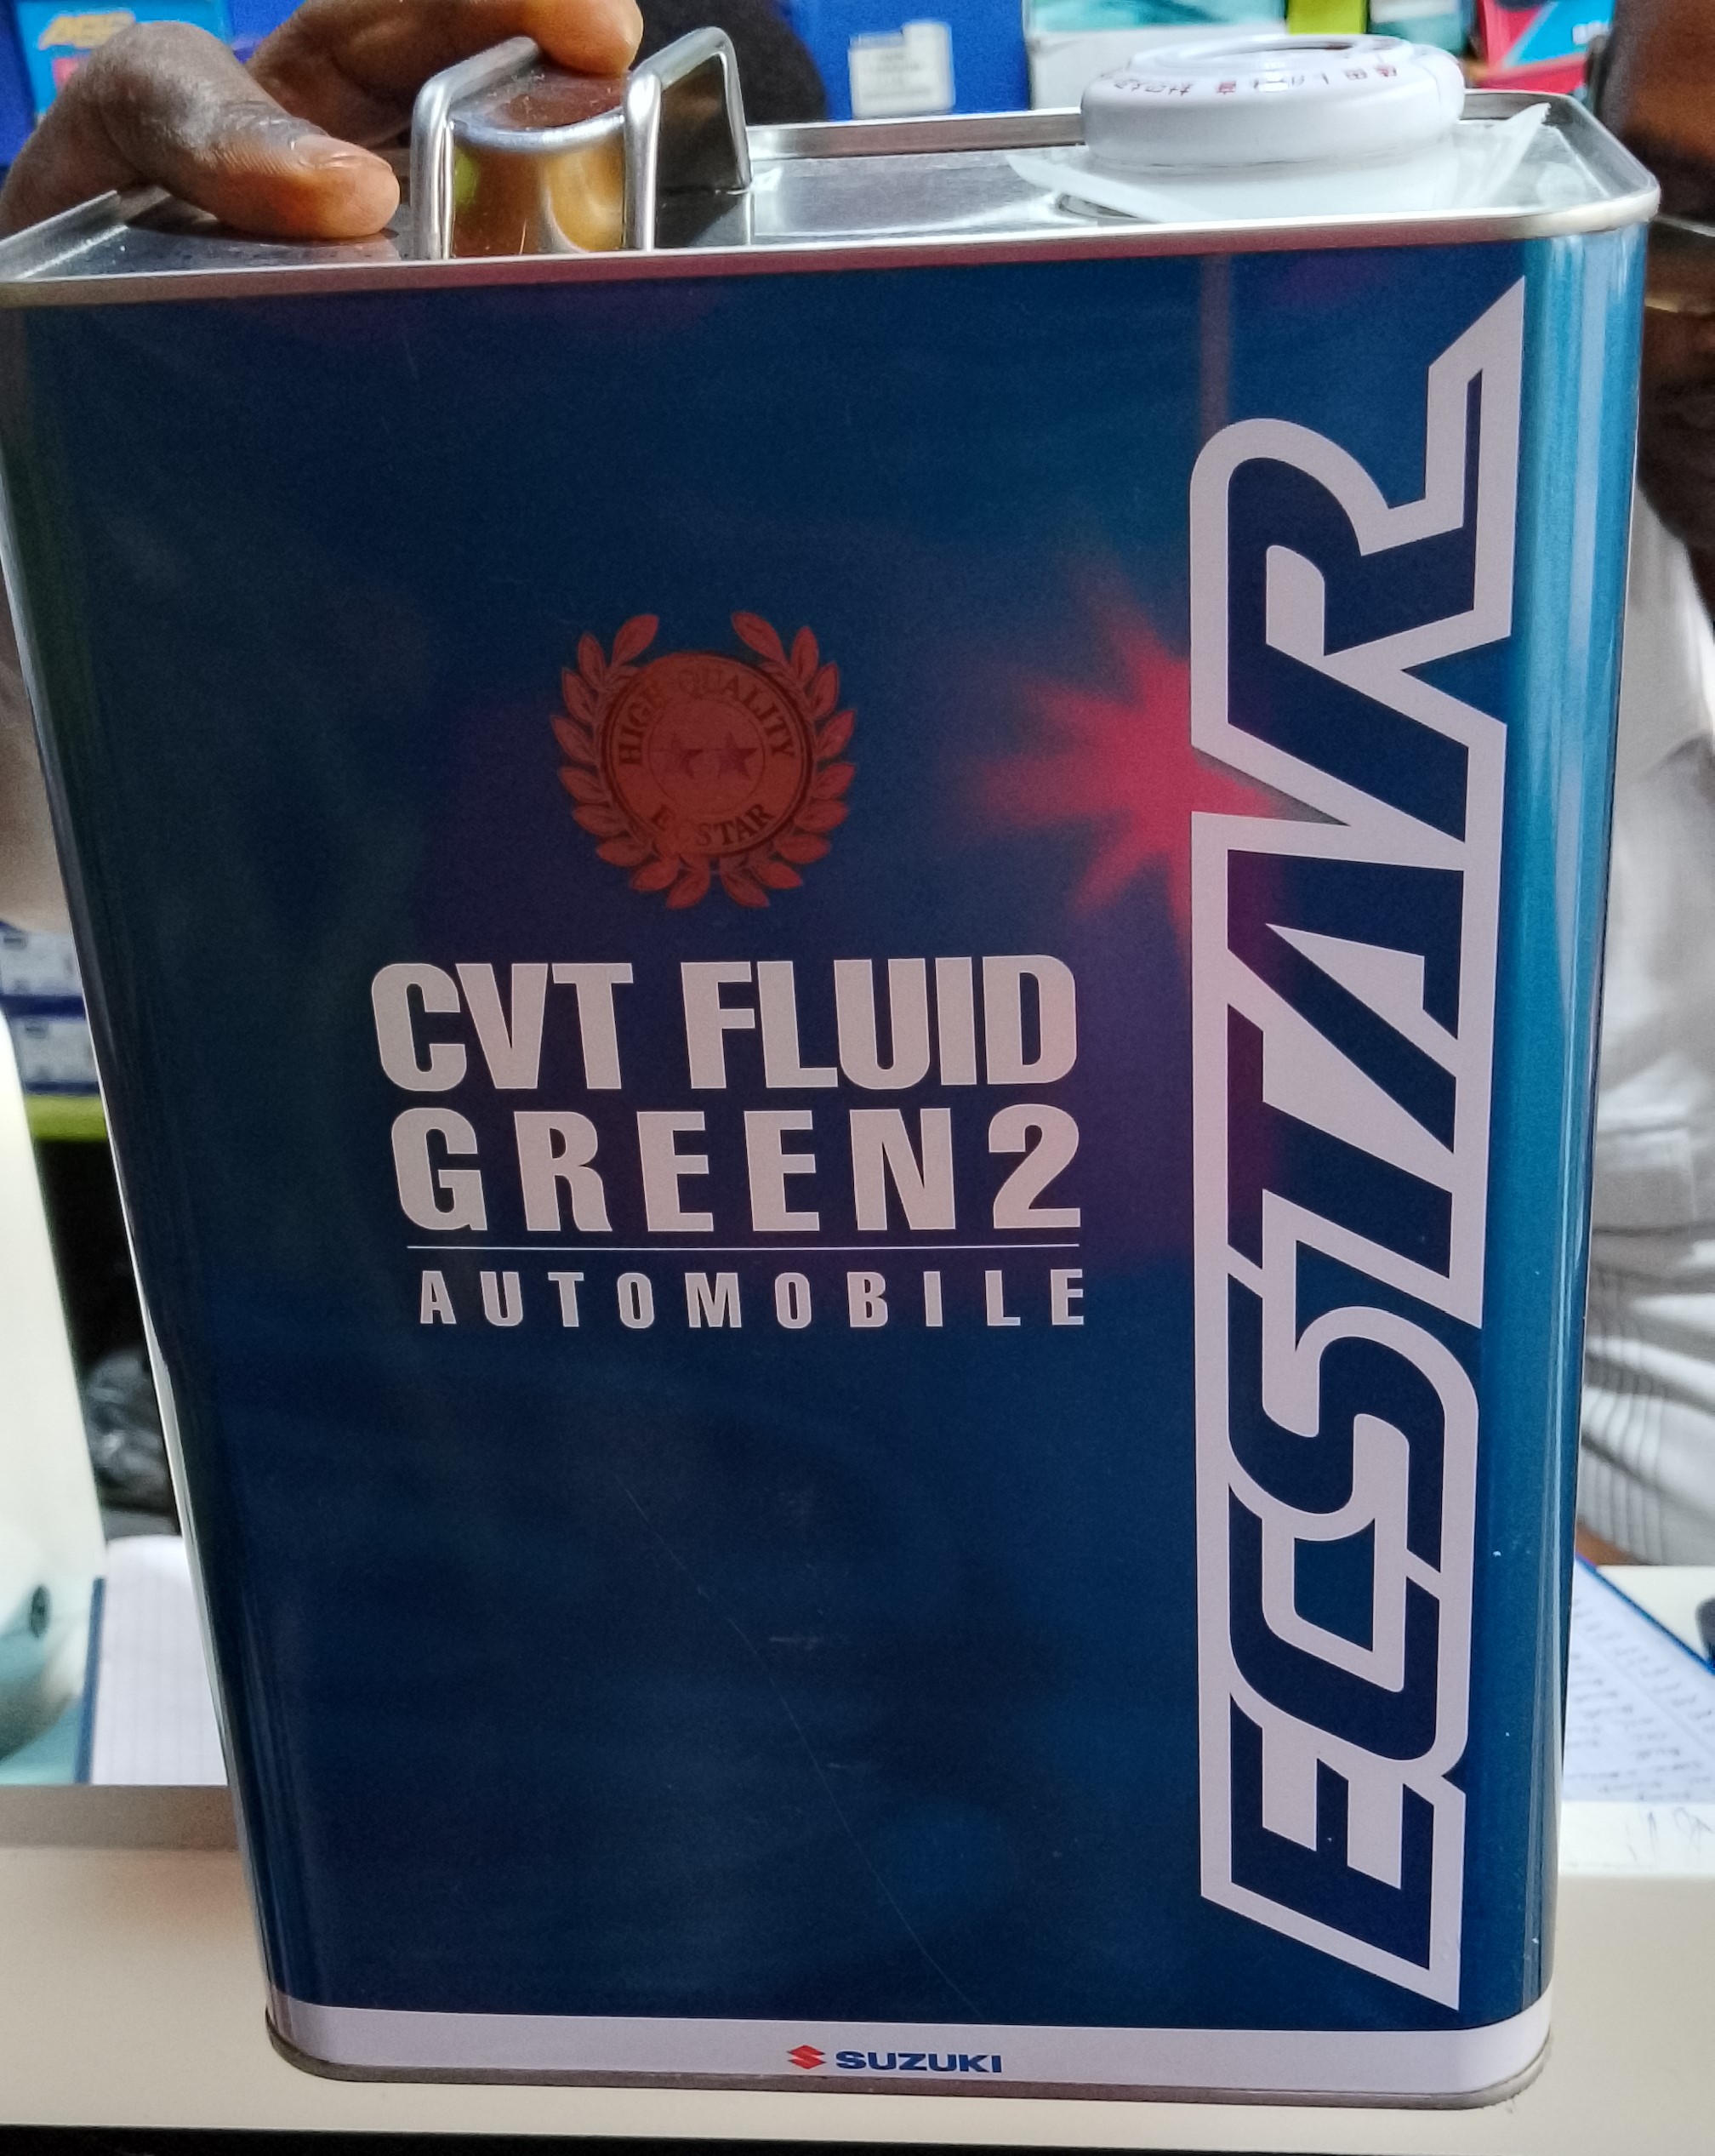 HIGH QUALITY
ECSTAR
CVT FLUID
GREEN2
AUTOMOBILE
ECSTAR
SUZUKI